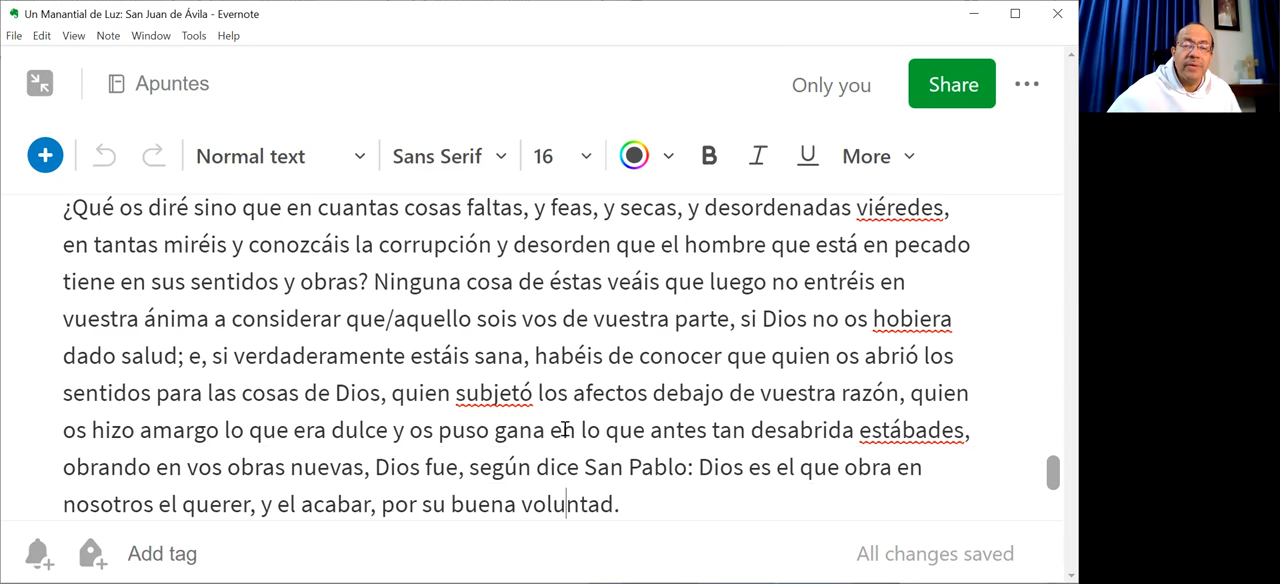 Un Manantial de Luz: San Juan de Ávila - Evernote
File Edit View Note Window Tools Help
Apuntes
Only you
Share
Normal text
Sans Serif
16
B I U More
¿Qué os diré sino que en cuantas cosas faltas, y feas, y secas, y desordenadas viéredes,
en tantas miréis y conozcáis la corrupción y desorden que el hombre que está en pecado
tiene en sus sentidos y obras? Ninguna cosa de éstas veáis que luego no entréis en
vuestra ánima a considerar que/aquello sois vos de vuestra parte, si Dios no os hobiera
dado salud; e, si verdaderamente estáis sana, habéis de conocer que quien os abrió los
sentidos para las cosas de Dios, quien subjetó los afectos debajo de vuestra razón, quien
os hizo amargo lo que era dulce y os puso gana en lo que antes tan desabrida estábades,
obrando en vos obras nuevas, Dios fue, según dice San Pablo: Dios es el que obra en
nosotros el querer, y el acabar, por su buena voluntad.
Add tag
All changes saved